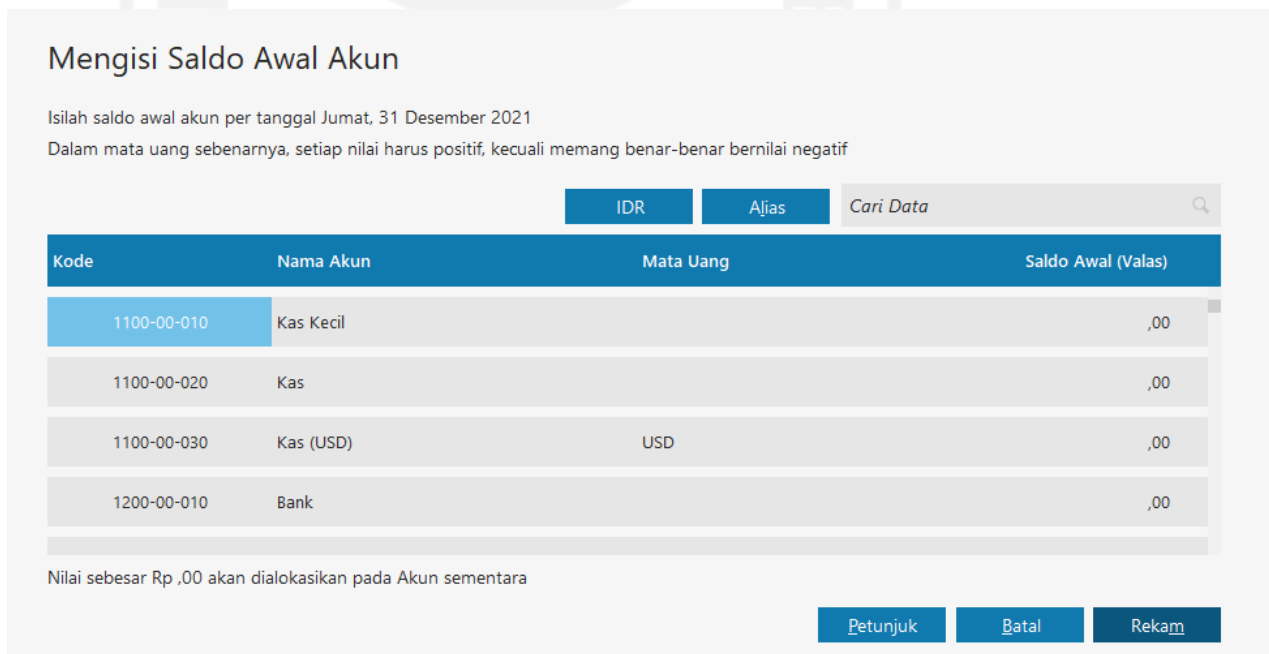 Mengisi Saldo Awal Akun
Isilah saldo awal akun per tanggal Jumat, 31 Desember 2021
Dalam mata uang sebenarnya, setiap nilai harus positif, kecuali memang benar-benar bernilai negatif
IDR Alias Cari Data
Kode Nama Akun Mata Uang Saldo Awal (Valas)
1100-00-010 Kas Kecil ,00
1100-00-020 Kas ,00
1100-00-030 Kas (USD) USD ,00
1200-00-010 Bank ,00
Nilai sebesar Rp ,00 akan dialokasikan pada Akun sementara
Petunjuk Batal Rekam